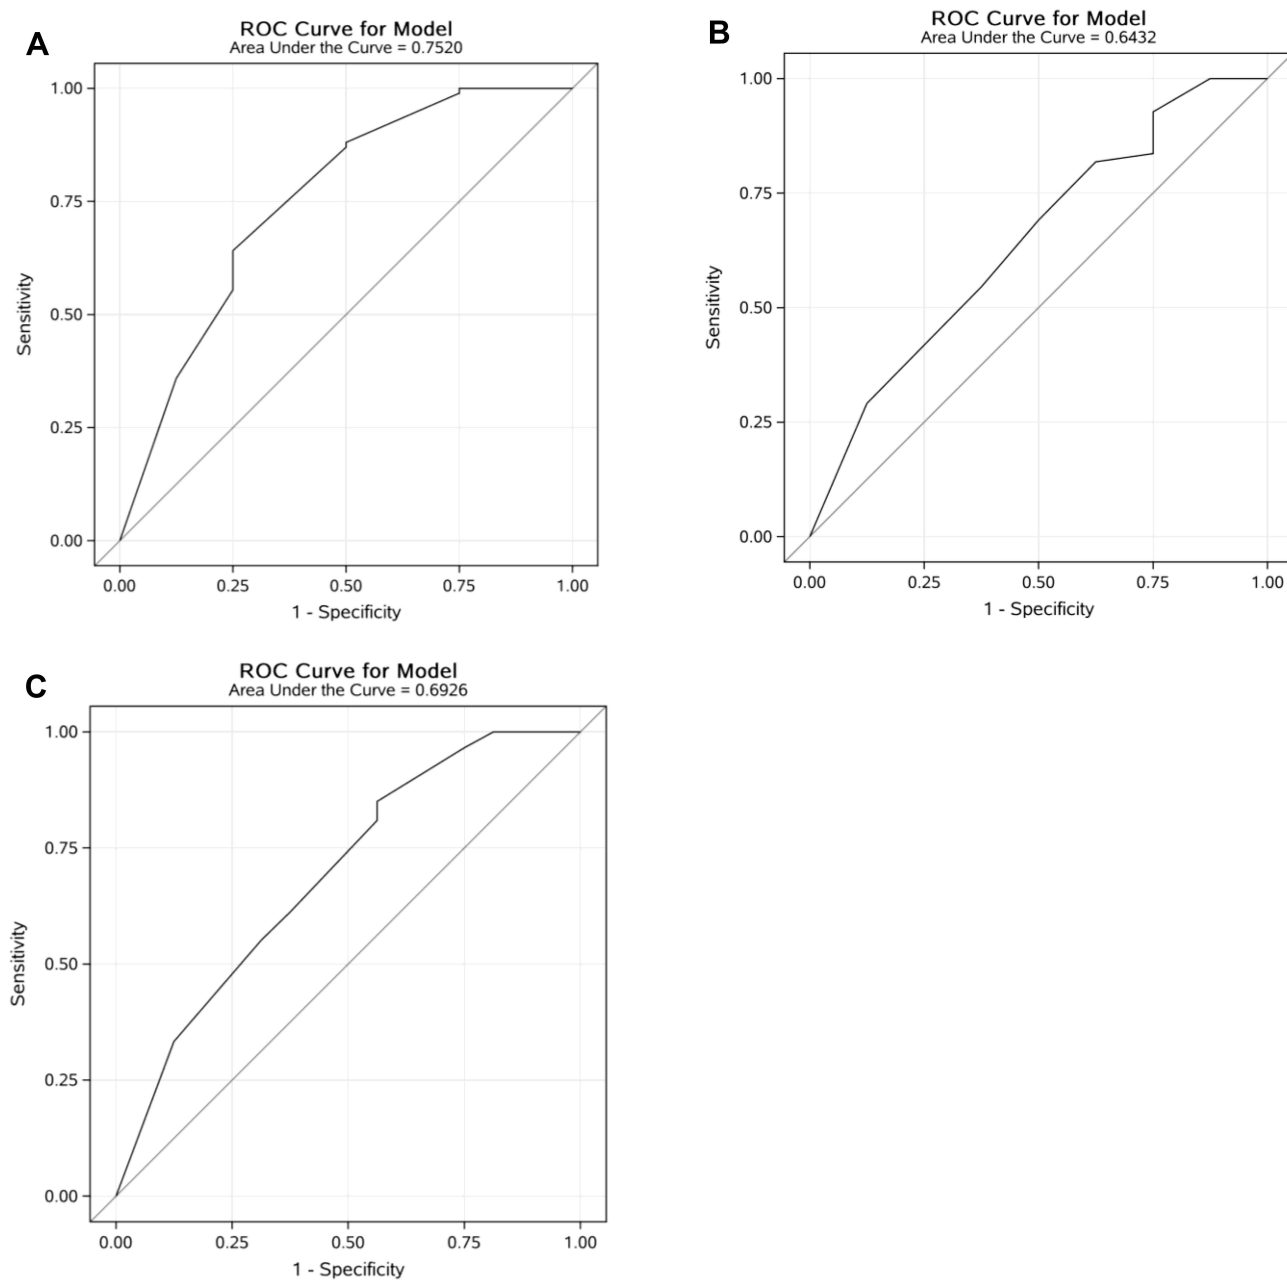 A
ROC Curve for Model
Area Under the Curve = 0.7520
1.00
0.75
0.50
0.25
0.00
Sensitivity
0.00 0.25 0.50 0.75 1.00
1 - Specificity
B
ROC Curve for Model
Area Under the Curve = 0.6432
1.00
0.75
0.50
0.25
0.00
Sensitivity
0.00 0.25 0.50 0.75 1.00
1 - Specificity
C
ROC Curve for Model
Area Under the Curve = 0.6926
1.00
0.75
0.50
0.25
0.00
Sensitivity
0.00 0.25 0.50 0.75 1.00
1 - Specificity